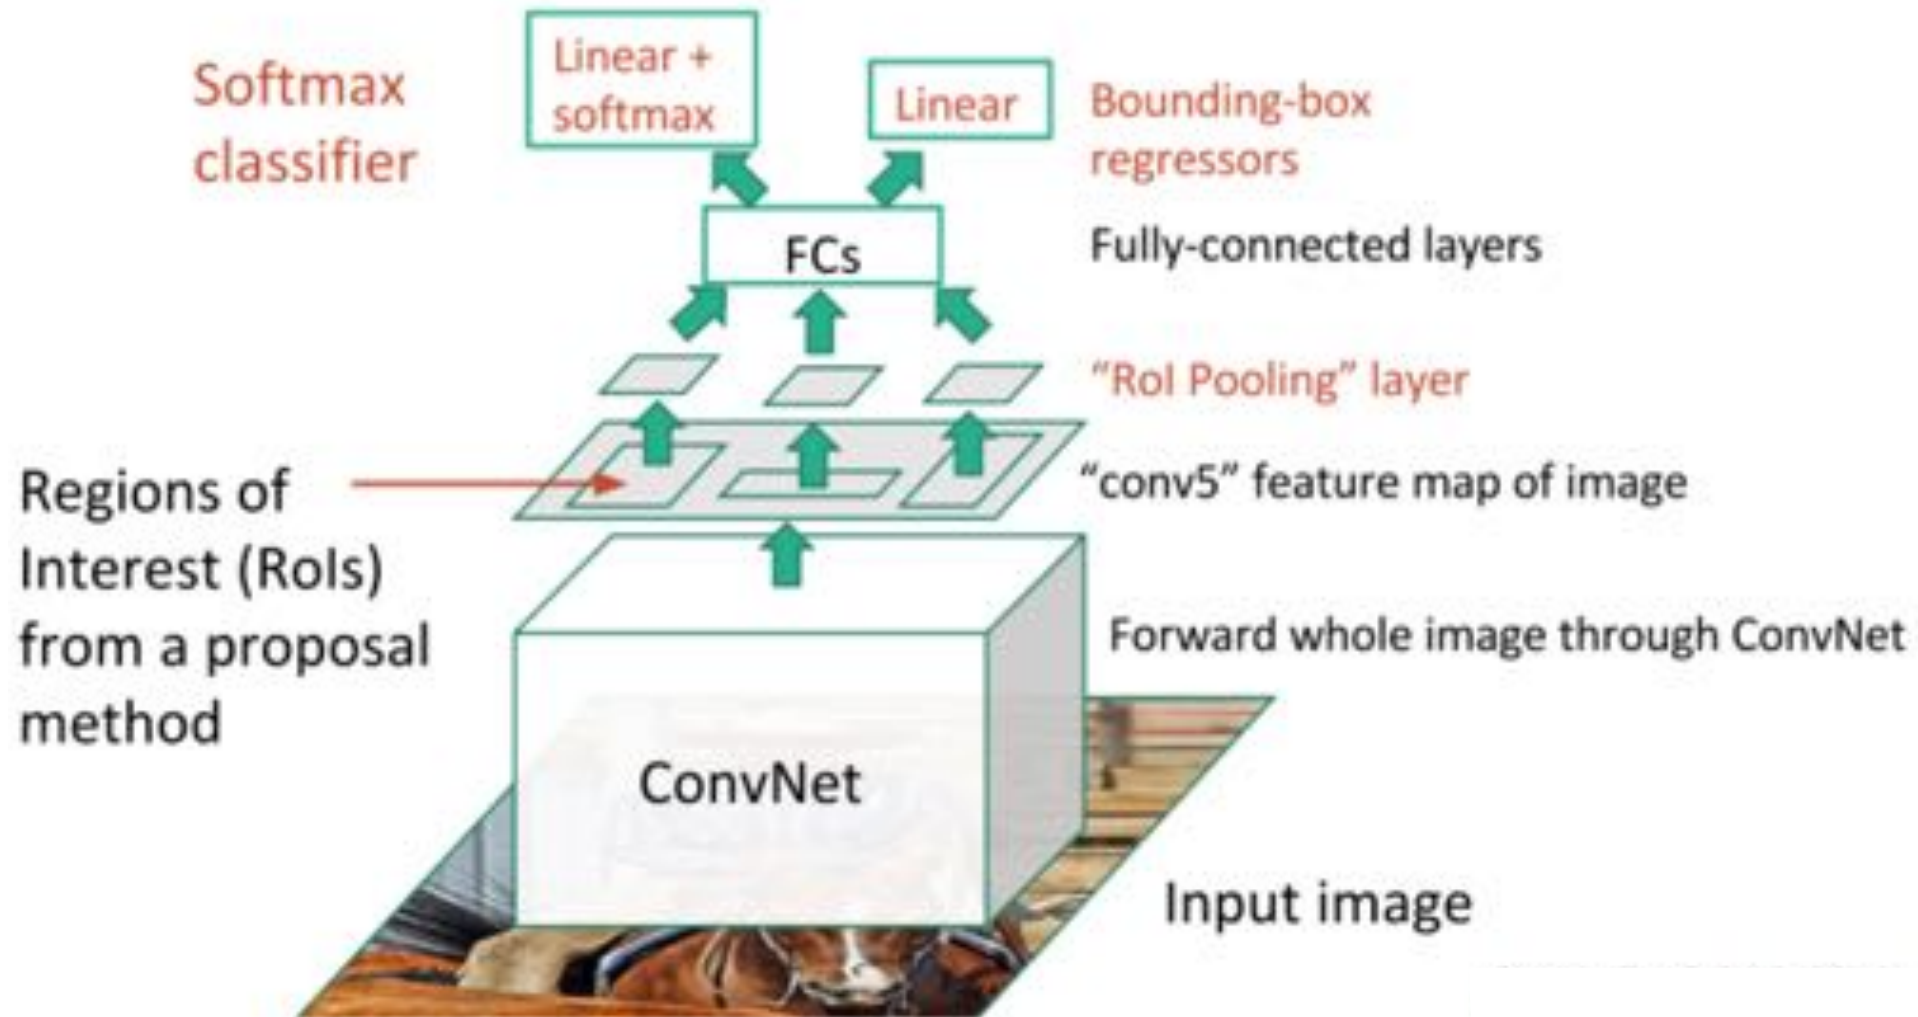 Softmax
classifier
Linear +
softmax
Linear
Bounding-box
regressors
FCs
Fully-connected layers
“RoI Pooling” layer
Regions of
Interest (RoIs)
from a proposal
method
“conv5” feature map of image
Forward whole image through ConvNet
ConvNet
Input image